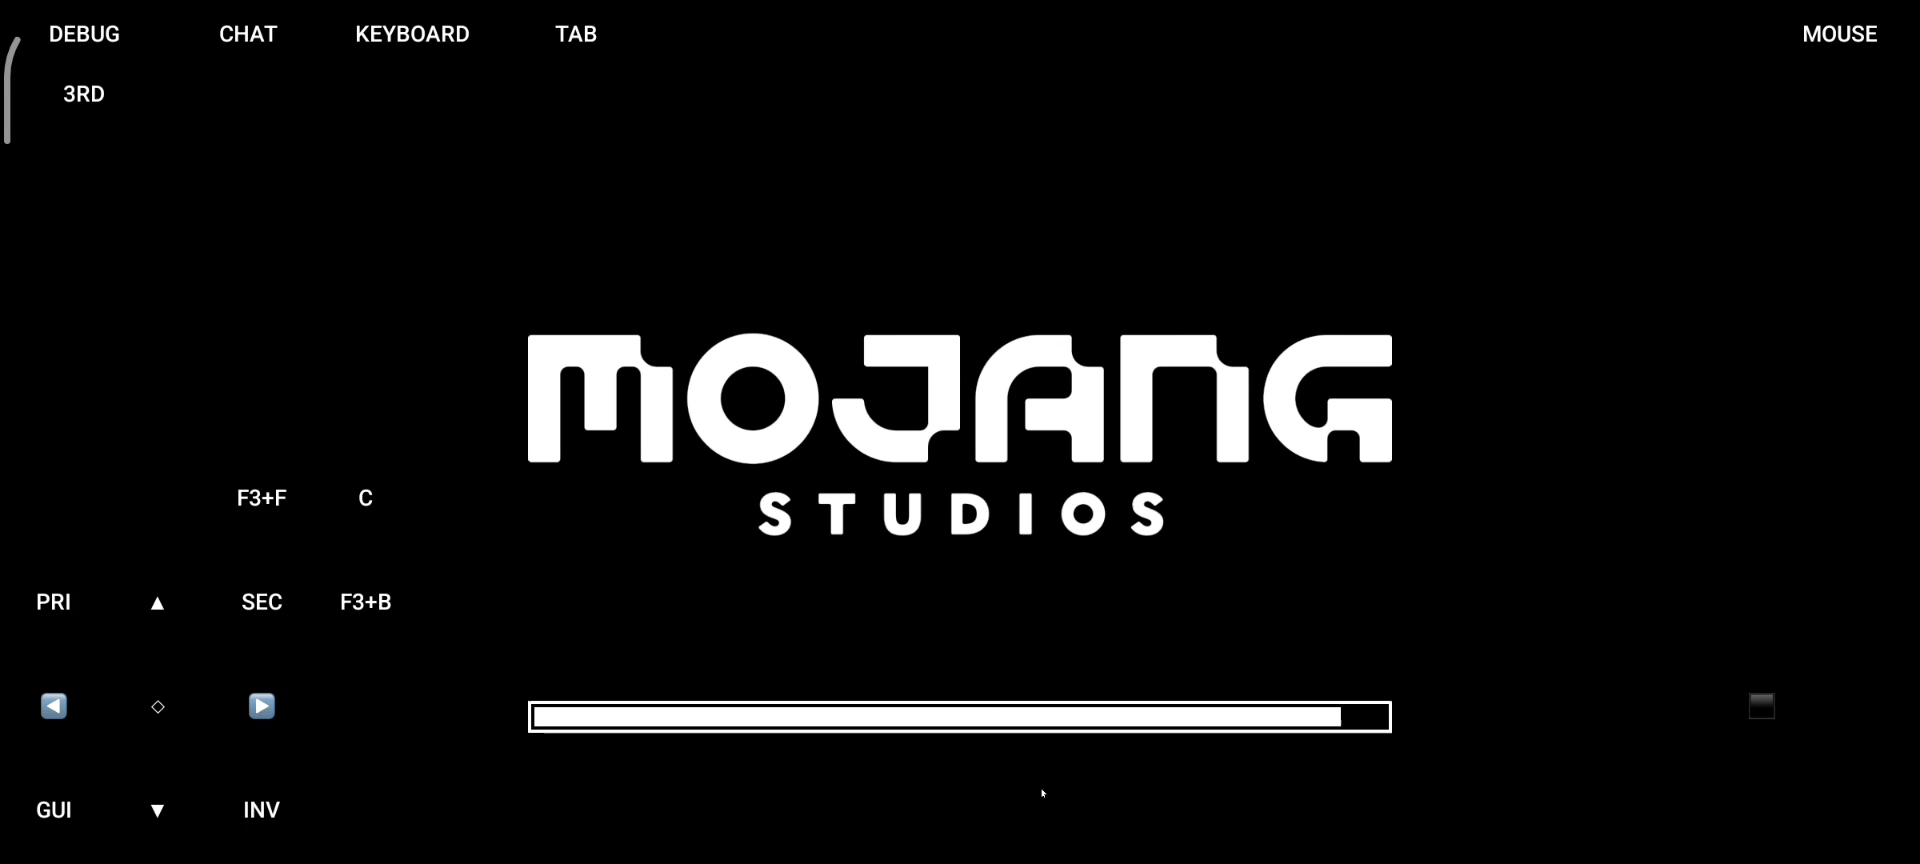 DEBUG CHAT KEYBOARD TAB MOUSE
3RD
MOJANG
STUDIOS
F3+F C
PRI ▲ SEC F3+B
◀ ◇ ▶
GUI ▼ INV